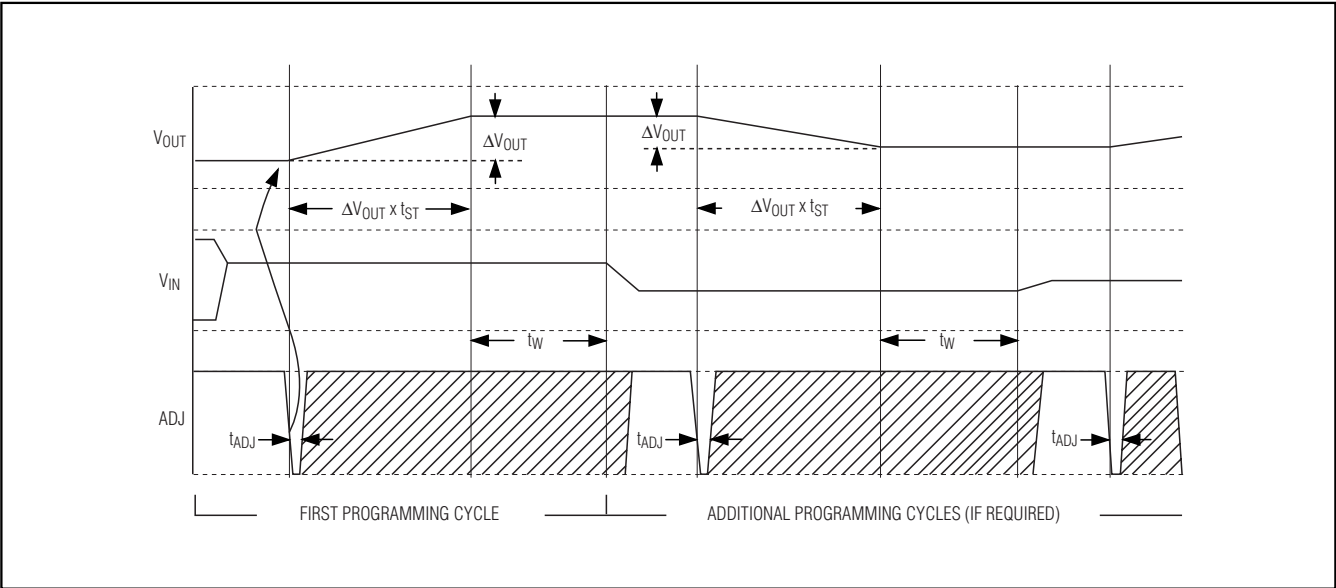 VOUT
ΔVOUT
ΔVOUT
ΔVOUT x tST
ΔVOUT x tST
VIN
tW
tW
ADJ
tADJ
tADJ
tADJ
FIRST PROGRAMMING CYCLE
ADDITIONAL PROGRAMMING CYCLES (IF REQUIRED)